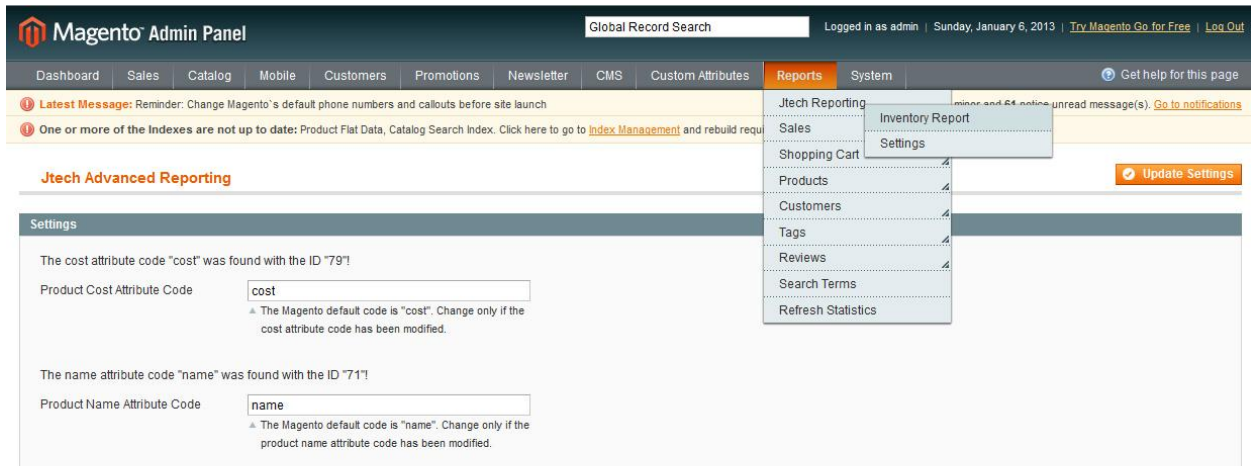 Magento Admin Panel
Global Record Search
Logged in as admin | Sunday, January 6, 2013 | Try Magento Go for Free | Log Out
Dashboard Sales Catalog Mobile Customers Promotions Newsletter CMS Custom Attributes Reports System Get help for this page
Latest Message: Reminder: Change Magento`s default phone numbers and callouts before site launch
minor and 61 notice unread message(s). Go to notifications
One or more of the Indexes are not up to date: Product Flat Data, Catalog Search Index. Click here to go to Index Management and rebuild requi
Jtech Reporting
Inventory Report
Settings
Sales
Shopping Cart
Products
Customers
Tags
Reviews
Search Terms
Refresh Statistics
Jtech Advanced Reporting
Update Settings
Settings
The cost attribute code "cost" was found with the ID "79"!
Product Cost Attribute Code cost
The Magento default code is "cost". Change only if the
cost attribute code has been modified.
The name attribute code "name" was found with the ID "71"!
Product Name Attribute Code name
The Magento default code is "name". Change only if the
product name attribute code has been modified.